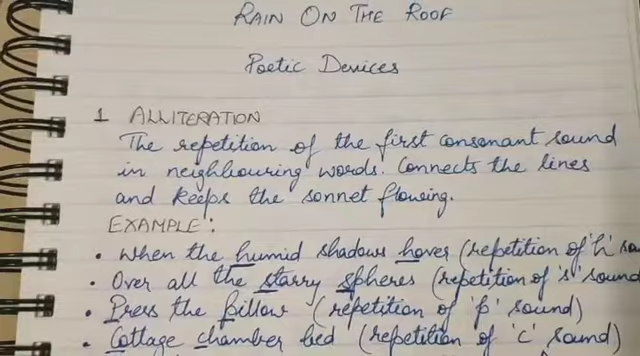 RAIN ON THE ROOF
Poetic Devices
1 ALLITERATION
The repetition of the first consonant sound
in neighbouring words. Connects the lines
and keeps the sonnet flowing.
EXAMPLE:
• When the humid shadows hover (repetition of 'h' so
• Over all the starry spheres (repetition of 's' sound
• Press the pillow (repetition of 'p' sound)
• Cottage chamber bed (repetition of 'c' sound)